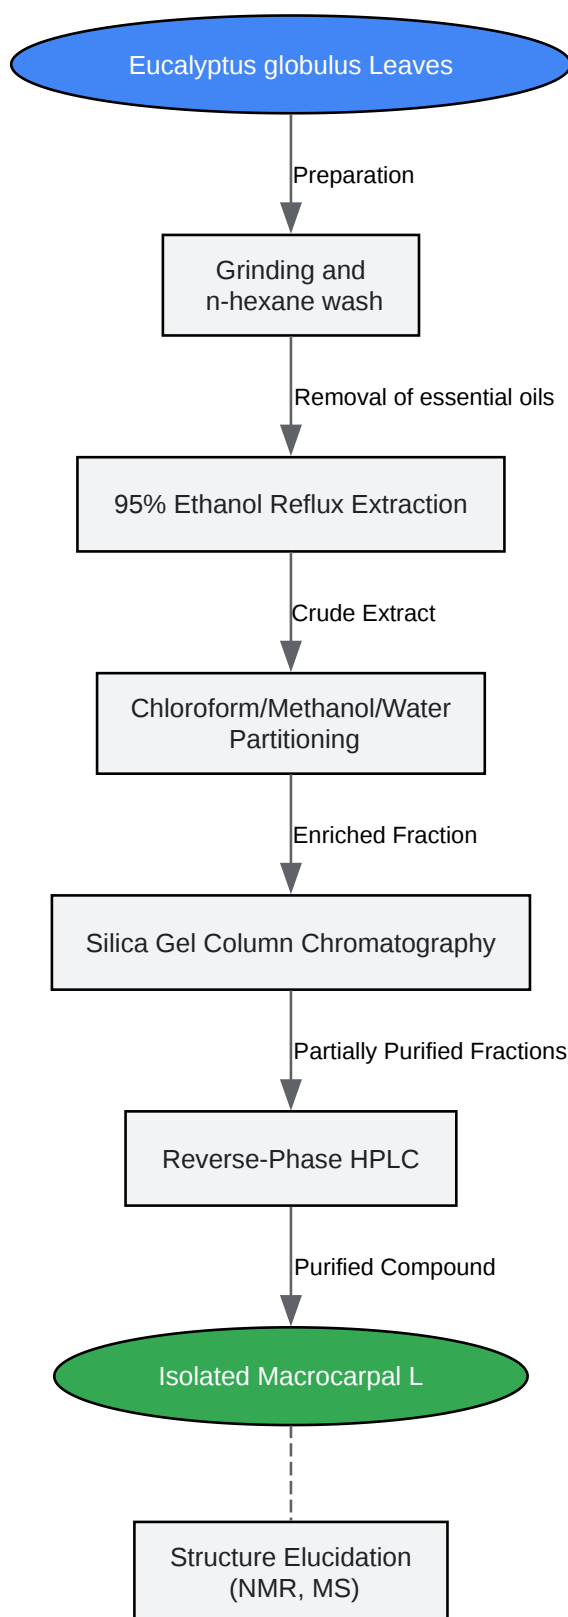 Eucalyptus globulus Leaves
Preparation
Grinding and
n-hexane wash
Removal of essential oils
95% Ethanol Reflux Extraction
Crude Extract
Chloroform/Methanol/Water
Partitioning
Enriched Fraction
Silica Gel Column Chromatography
Partially Purified Fractions
Reverse-Phase HPLC
Purified Compound
Isolated Macrocarpal L
Structure Elucidation
(NMR, MS)